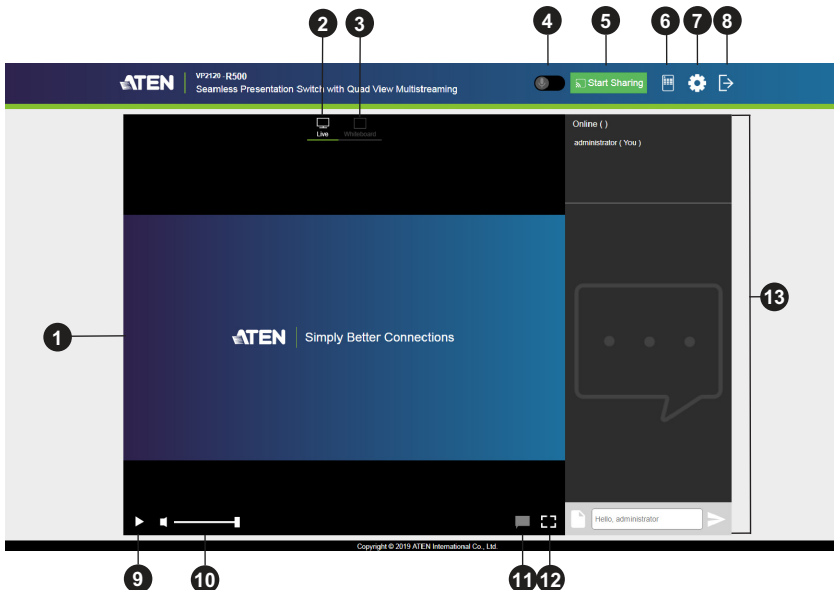 2 3 4 5 6 7 8
ATEN
VP2120 -R500
Seamless Presentation Switch with Quad View Multistreaming
Start Sharing
Live
Whiteboard
Online ( )
administrator ( You )
13
1
ATEN
Simply Better Connections
Hello, administrator
Copyright © 2019 ATEN International Co., Ltd.
9 10 11 12